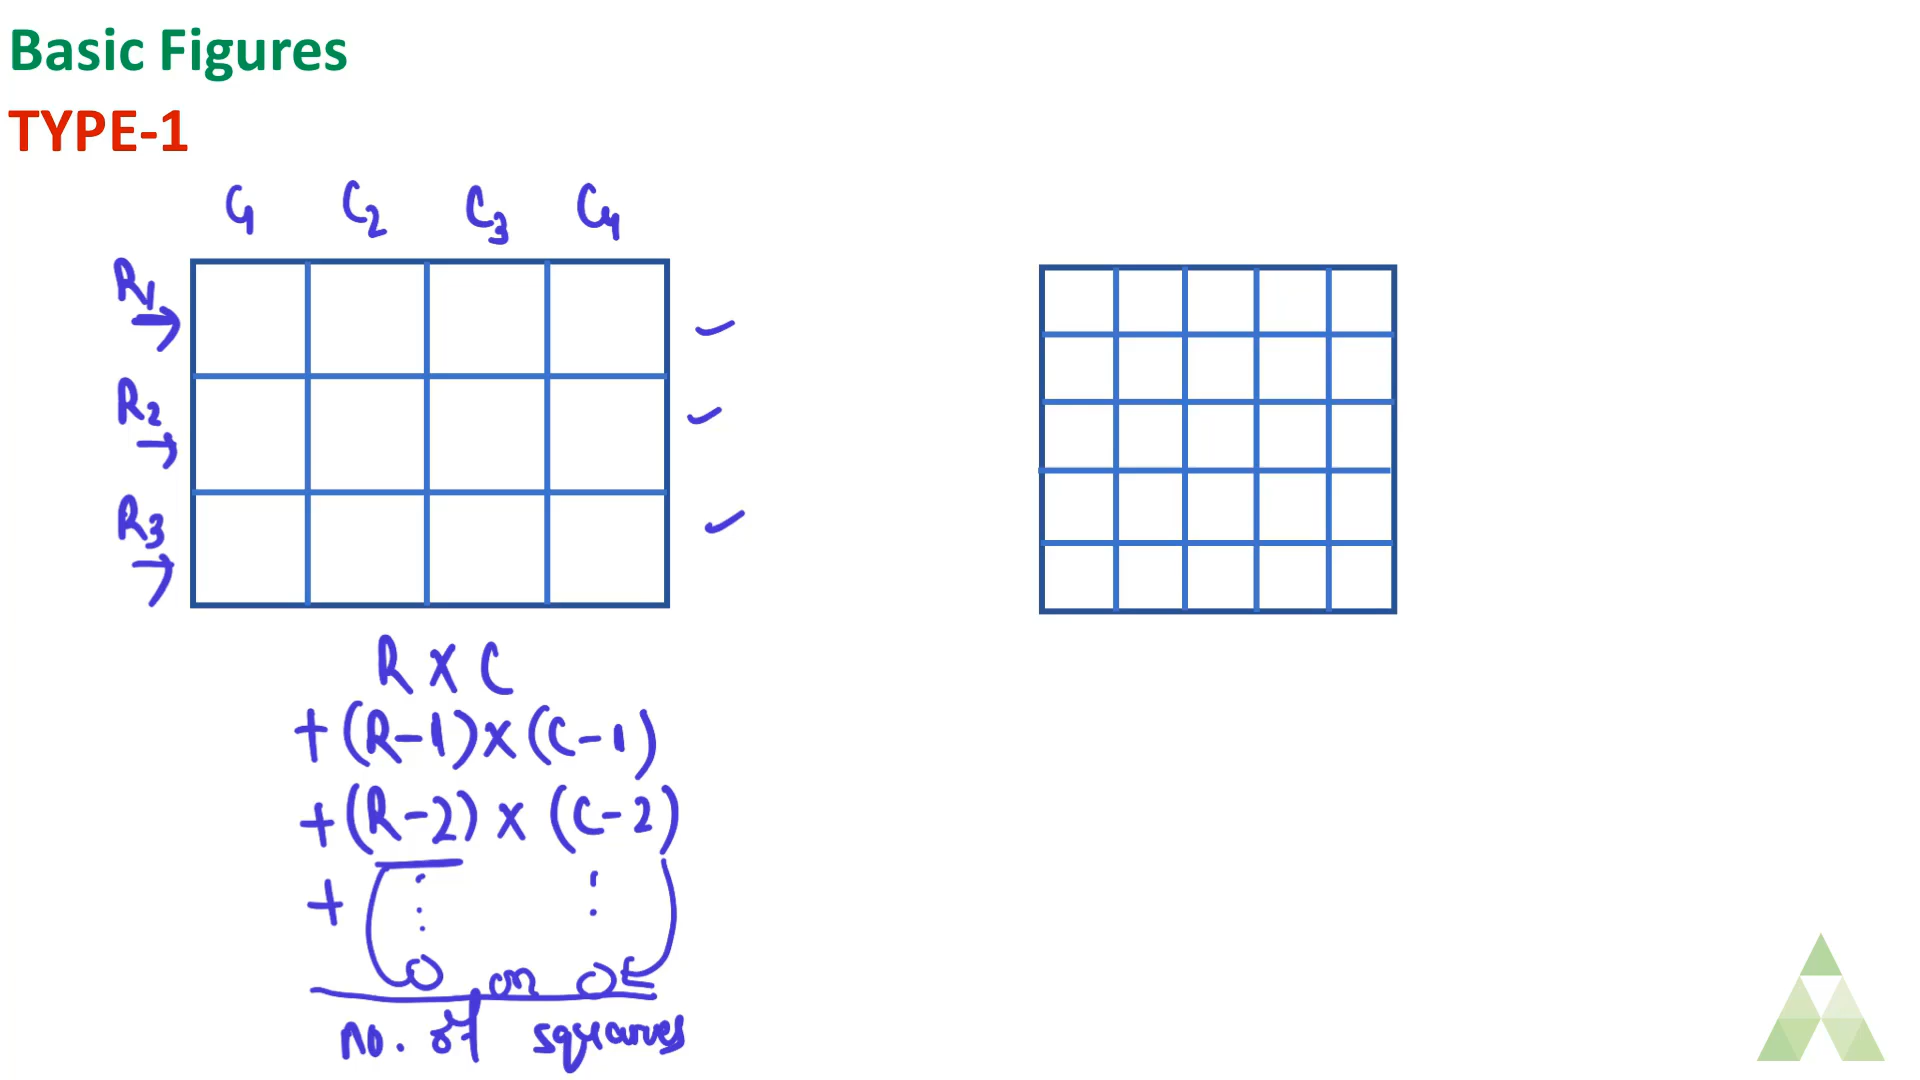 Basic Figures
TYPE-1
C1 C2 C3 C4
R1
R2
R3
R X C
+ (R-1) X (C-1)
+ (R-2) X (C-2)
+ ( : : )
0 or 0
no. of squares